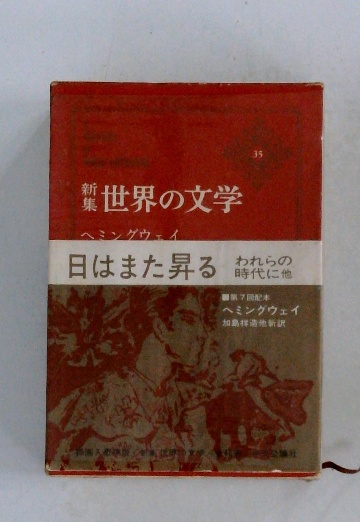 35
新集 世界の文学
ヘミングウェイ
日はまた昇る
われらの
時代に他
■第7回配本
ヘミングウェイ
加島祥造他新訳